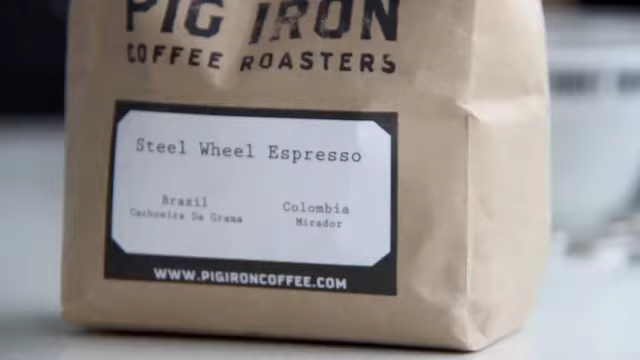 PIG IRON
COFFEE ROASTERS
Steel Wheel Espresso
Brazil
Cachoeira Da Grama
Colombia
Mirador
WWW.PIGIRONCOFFEE.COM